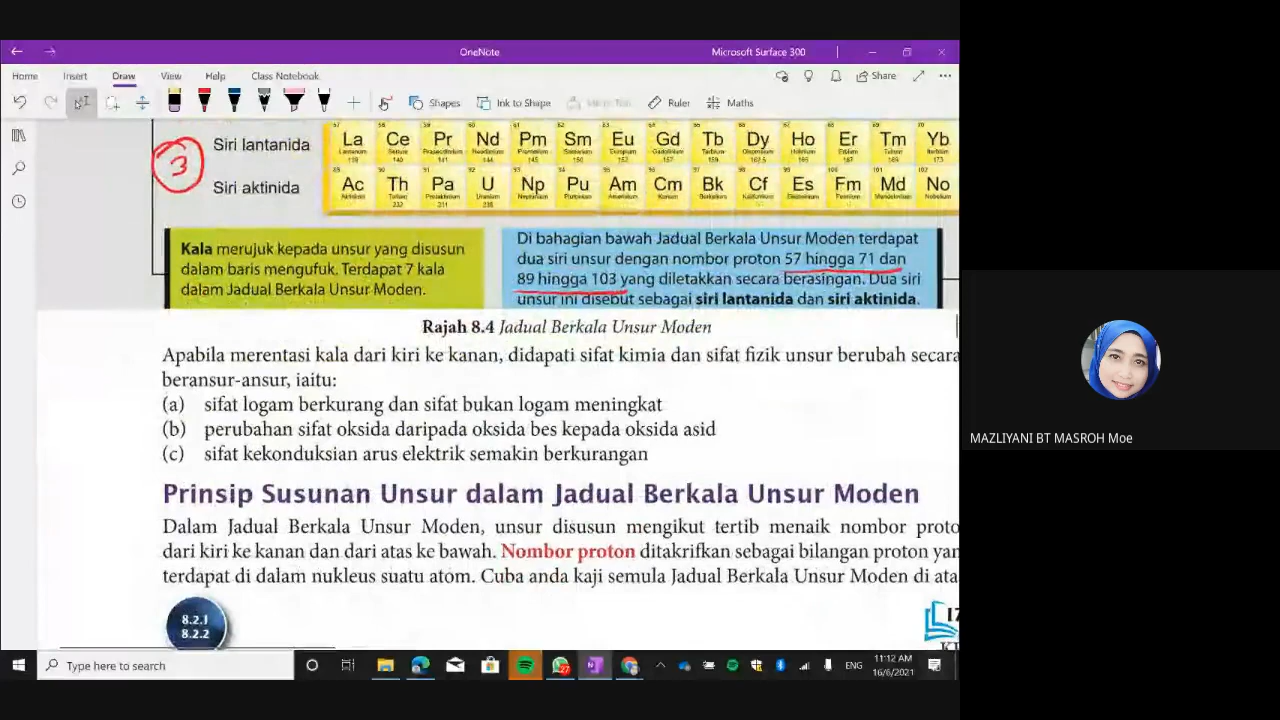 OneNote
Microsoft Surface 300
Home Insert Draw View Help Class Notebook Share
Shapes Ink to Shape Ruler Maths
Siri lantanida
La Ce Pr Nd Pm Sm Eu Gd Tb Dy Ho Er Tm Yb
3
Siri aktinida
Ac Th Pa U Np Pu Am Cm Bk Cf Es Fm Md No
Kala merujuk kepada unsur yang disusun
dalam baris mengufuk. Terdapat 7 kala
dalam Jadual Berkala Unsur Moden.
Di bahagian bawah Jadual Berkala Unsur Moden terdapat
dua siri unsur dengan nombor proton 57 hingga 71 dan
89 hingga 103 yang diletakkan secara berasingan. Dua siri
unsur ini disebut sebagai siri lantanida dan siri aktinida.
Rajah 8.4 Jadual Berkala Unsur Moden
Apabila merentasi kala dari kiri ke kanan, didapati sifat kimia dan sifat fizik unsur berubah secara
beransur-ansur, iaitu:
(a) sifat logam berkurang dan sifat bukan logam meningkat
(b) perubahan sifat oksida daripada oksida bes kepada oksida asid
(c) sifat kekonduksian arus elektrik semakin berkurangan
Prinsip Susunan Unsur dalam Jadual Berkala Unsur Moden
Dalam Jadual Berkala Unsur Moden, unsur disusun mengikut tertib menaik nombor proto
dari kiri ke kanan dan dari atas ke bawah. Nombor proton ditakrifkan sebagai bilangan proton yan
terdapat di dalam nukleus suatu atom. Cuba anda kaji semula Jadual Berkala Unsur Moden di ata
8.2.1
8.2.2
MAZLIYANI BT MASROH Moe
Type here to search
27
ENG
11:12 AM
16/6/2021